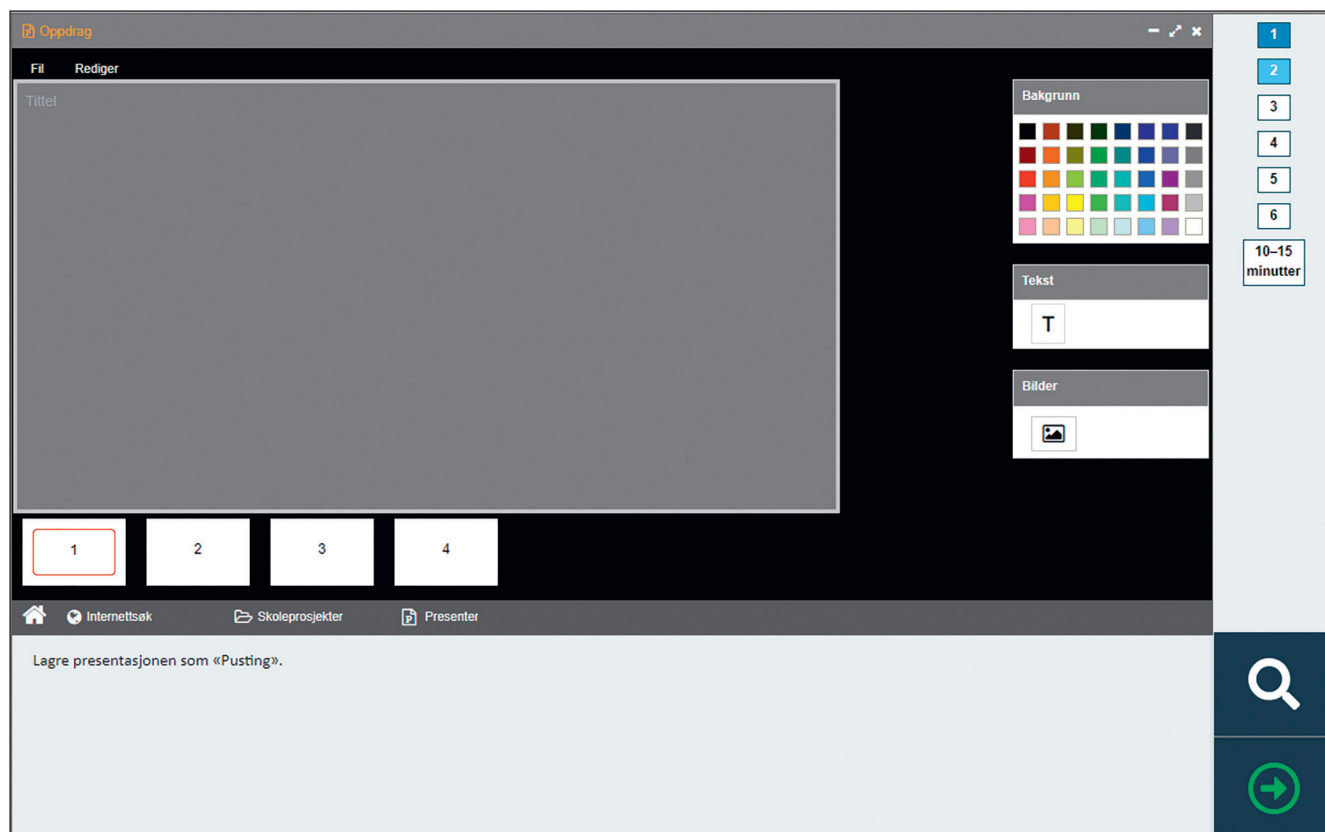 Oppdrag
Fil Rediger
Tittel
Bakgrunn
Tekst
T
Bilder
1 2 3 4
Internettsøk Skoleprosjekter Presenter
Lagre presentasjonen som «Pusting».
1
2
3
4
5
6
10–15
minutter